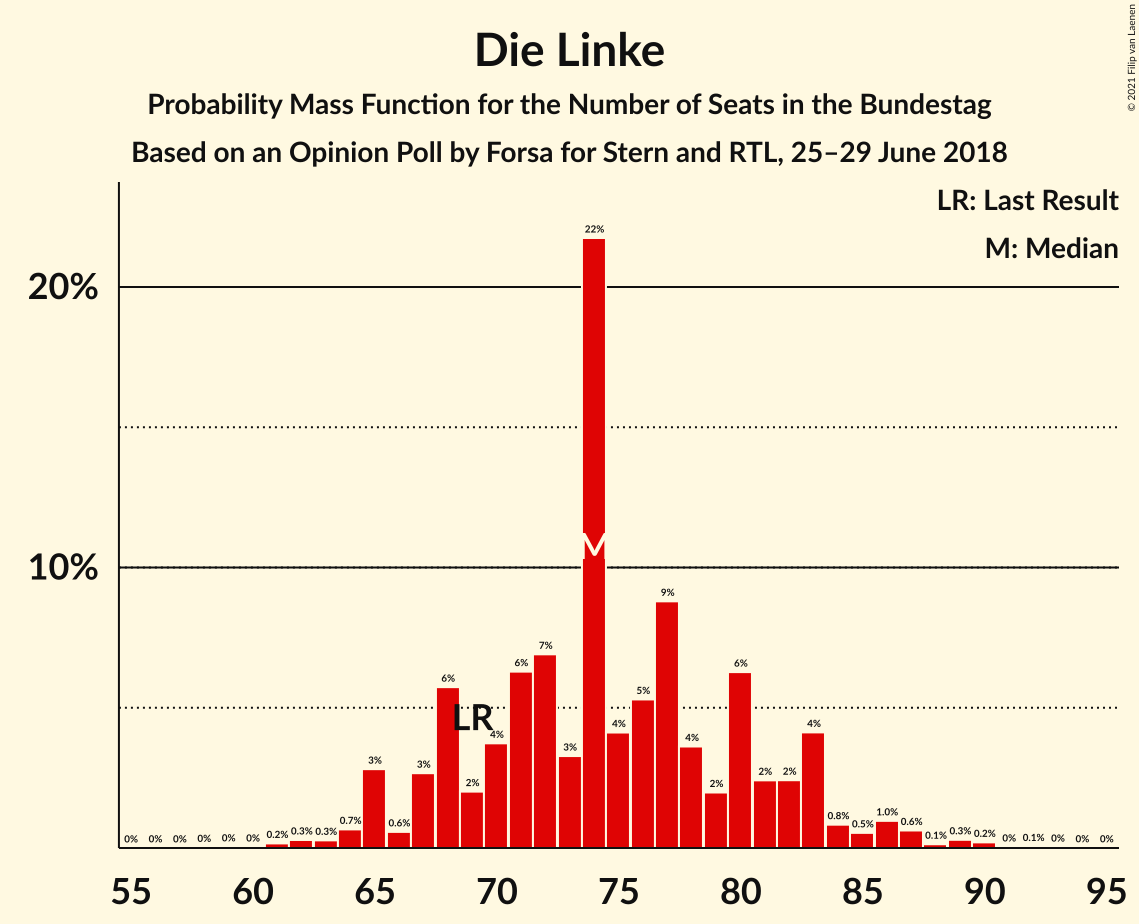 Die Linke
Probability Mass Function for the Number of Seats in the Bundestag
Based on an Opinion Poll by Forsa for Stern and RTL, 25–29 June 2018
© 2021 Filip van Laenen
LR: Last Result
M: Median
20%
10%
0% 0% 0% 0% 0% 0% 0.2% 0.3% 0.3% 0.7% 3% 0.6% 3% 6% 2% 4% 6% 7% 3% 22% 4% 5% 9% 4% 2% 6% 2% 2% 4% 0.8% 0.5% 1.0% 0.6% 0.1% 0.3% 0.2% 0% 0.1% 0% 0% 0%
LR
M
55 60 65 70 75 80 85 90 95